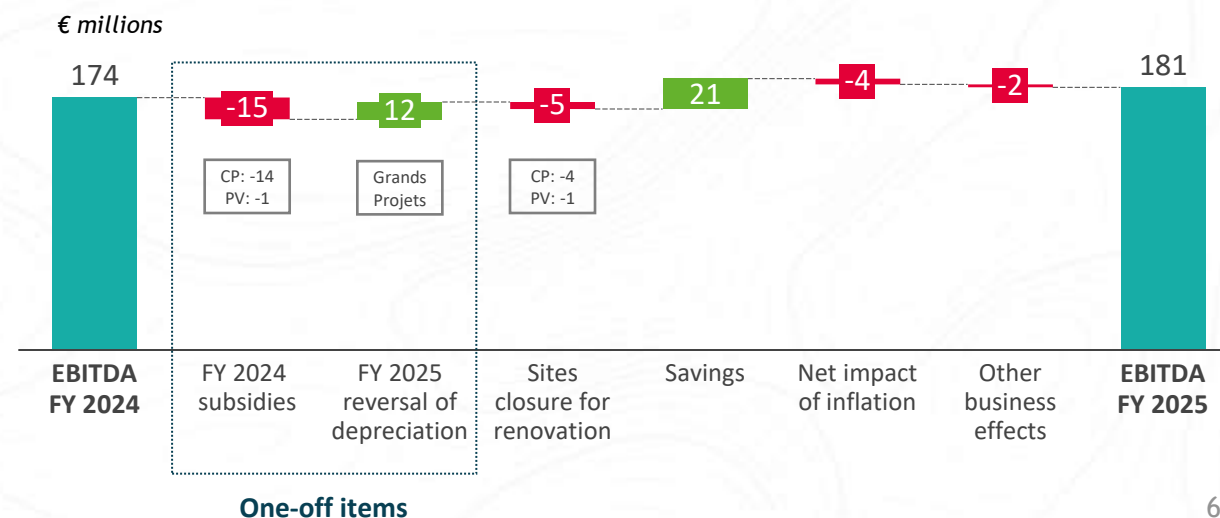 € millions
174
-15
12
-5
21
-4
-2
181
CP: -14
PV: -1
Grands
Projets
CP: -4
PV: -1
EBITDA
FY 2024
FY 2024
subsidies
FY 2025
reversal of
depreciation
Sites
closure for
renovation
Savings
Net impact
of inflation
Other
business
effects
EBITDA
FY 2025
One-off items
6